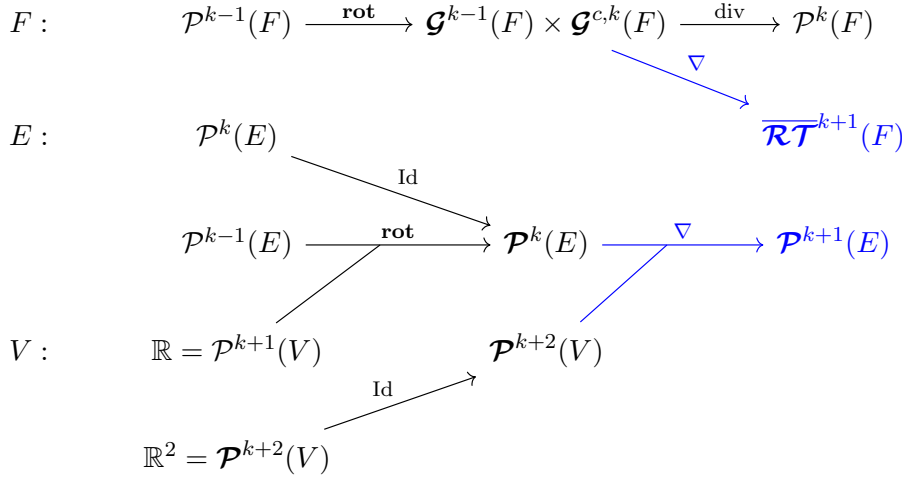 rot div
F : 𝒫^{k-1}(F) 𝓖^{k-1}(F) × 𝓖^{c,k}(F) 𝒫^k(F)
∇
E : 𝒫^k(E) \overline{𝓡𝓣}^{k+1}(F)
Id
rot ∇
𝒫^{k-1}(E) 𝓟^k(E) 𝓟^{k+1}(E)
V : ℝ = 𝒫^{k+1}(V) 𝓟^{k+2}(V)
Id
ℝ^2 = 𝓟^{k+2}(V)